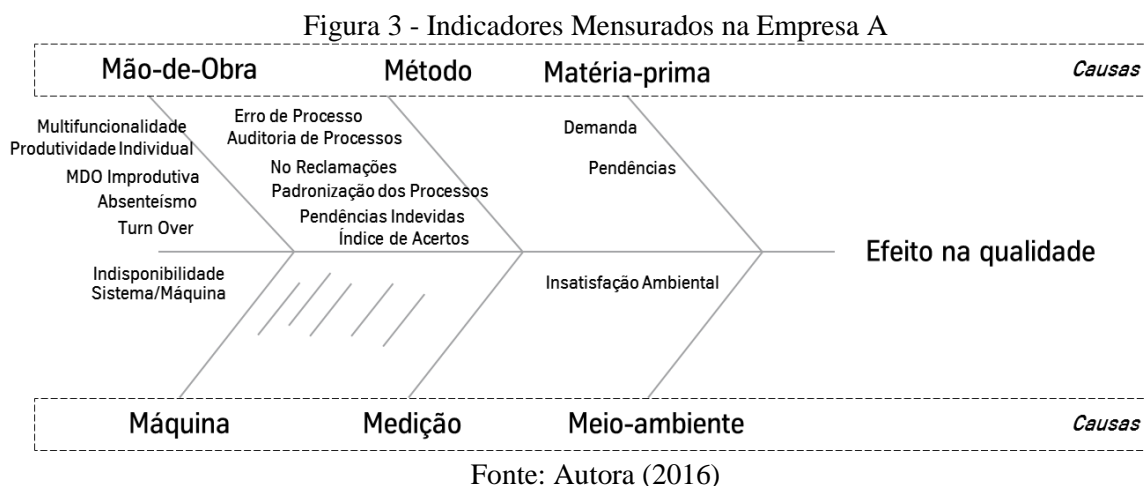 Figura 3 - Indicadores Mensurados na Empresa A
Mão-de-Obra
Método
Matéria-prima
Causas
Multifuncionalidade
Produtividade Individual
MDO Improdutiva
Absenteísmo
Turn Over
Erro de Processo
Auditoria de Processos
No Reclamações
Padronização dos Processos
Pendências Indevidas
Índice de Acertos
Demanda
Pendências
Efeito na qualidade
Indisponibilidade
Sistema/Máquina
Insatisfação Ambiental
Máquina
Medição
Meio-ambiente
Causas
Fonte: Autora (2016)